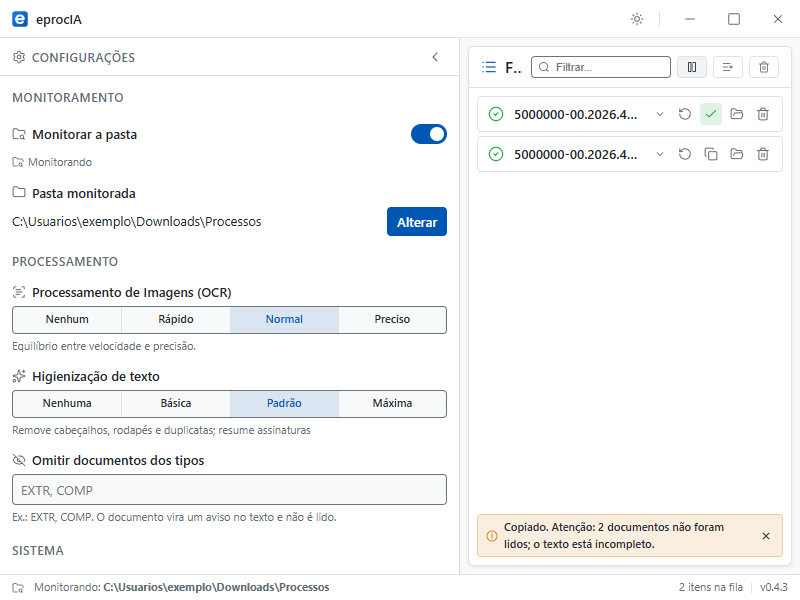 eprocIA
CONFIGURAÇÕES
MONITORAMENTO
Monitorar a pasta
Monitorando
Pasta monitorada
C:\Usuarios\exemplo\Downloads\Processos
Alterar
PROCESSAMENTO
Processamento de Imagens (OCR)
Nenhum Rápido Normal Preciso
Equilíbrio entre velocidade e precisão.
Higienização de texto
Nenhuma Básica Padrão Máxima
Remove cabeçalhos, rodapés e duplicatas; resume assinaturas
Omitir documentos dos tipos
EXTR, COMP
Ex.: EXTR, COMP. O documento vira um aviso no texto e não é lido.
SISTEMA
F... Filtrar...
5000000-00.2026.4...
5000000-00.2026.4...
Copiado. Atenção: 2 documentos não foram
lidos; o texto está incompleto.
Monitorando: C:\Usuarios\exemplo\Downloads\Processos
2 itens na fila v0.4.3